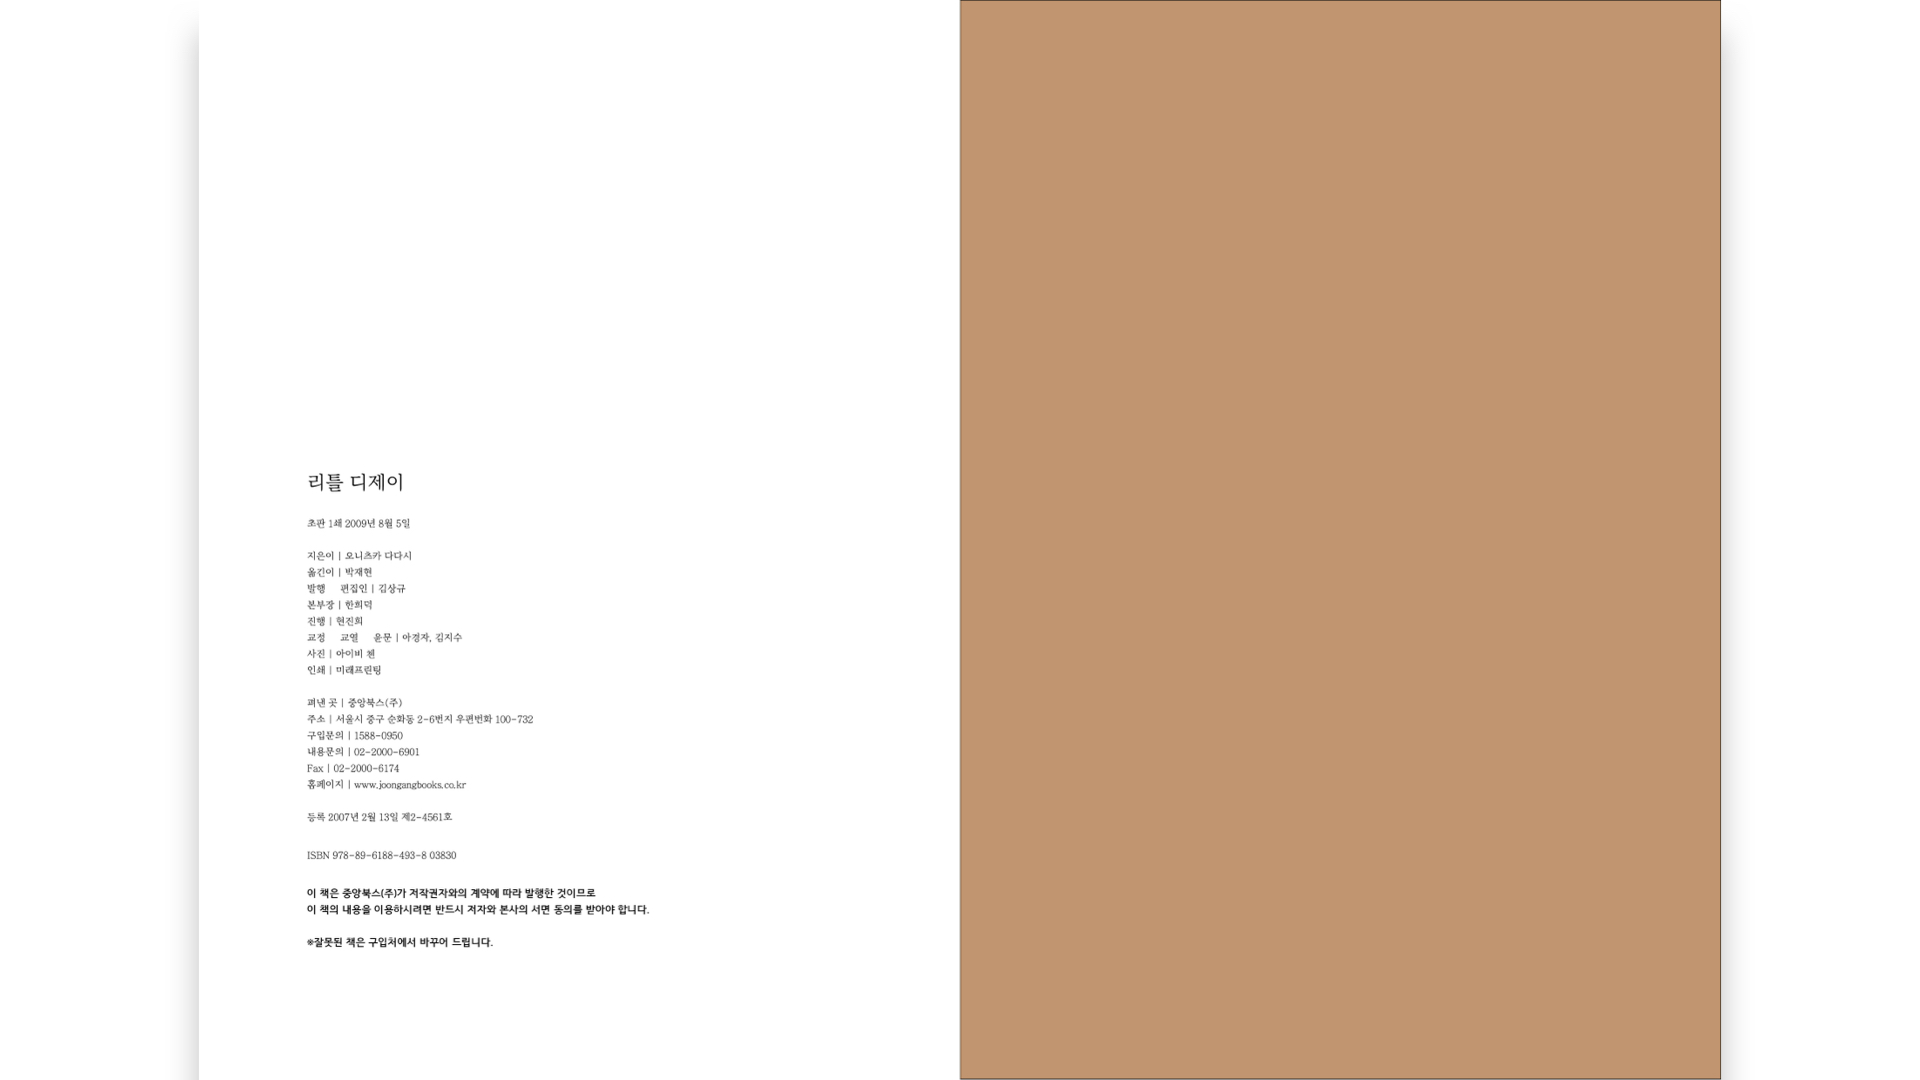 리틀 디제이
초판 1쇄 2009년 8월 5일
지은이 | 오니츠카 다다시
옮긴이 | 박재현
발행 편집인 | 김상규
본부장 | 한희덕
진행 | 현진희
교정 교열 윤문 | 아경자, 김지수
사진 | 아이비 첸
인쇄 | 미래프린팅
펴낸 곳 | 중앙북스(주)
주소 | 서울시 중구 순화동 2-6번지 우편번화 100-732
구입문의 | 1588-0950
내용문의 | 02-2000-6901
Fax | 02-2000-6174
홈페이지 | www.joongangbooks.co.kr
등록 2007년 2월 13일 제2-4561호
ISBN 978-89-6188-493-8 03830
이 책은 중앙북스(주)가 저작권자와의 계약에 따라 발행한 것이므로
이 책의 내용을 이용하시려면 반드시 저자와 본사의 서면 동의를 받아야 합니다.
※잘못된 책은 구입처에서 바꾸어 드립니다.